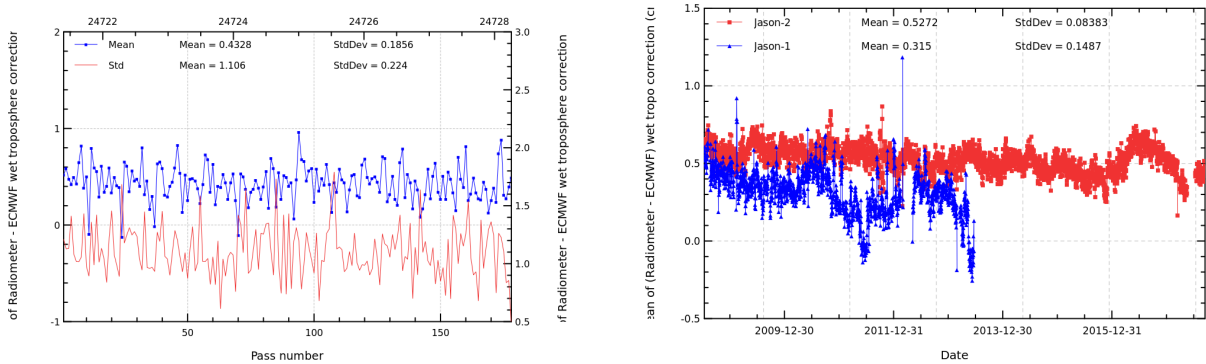 24722 24724 24726 24728
of Radiometer - ECMWF wet troposphere correction
2
1
0
-1
Mean Mean = 0.4328 StdDev = 0.1856
Std Mean = 1.106 StdDev = 0.224
3.0
2.5
2.0
1.5
1.0
0.5
of Radiometer - ECMWF wet troposphere correction
50 100 150
Pass number
ean of (Radiometer - ECMWF) wet tropo correction (cm
1.5
1.0
0.5
0.0
-0.5
Jason-2 Mean = 0.5272 StdDev = 0.08383
Jason-1 Mean = 0.315 StdDev = 0.1487
2009-12-30 2011-12-31 2013-12-30 2015-12-31
Date